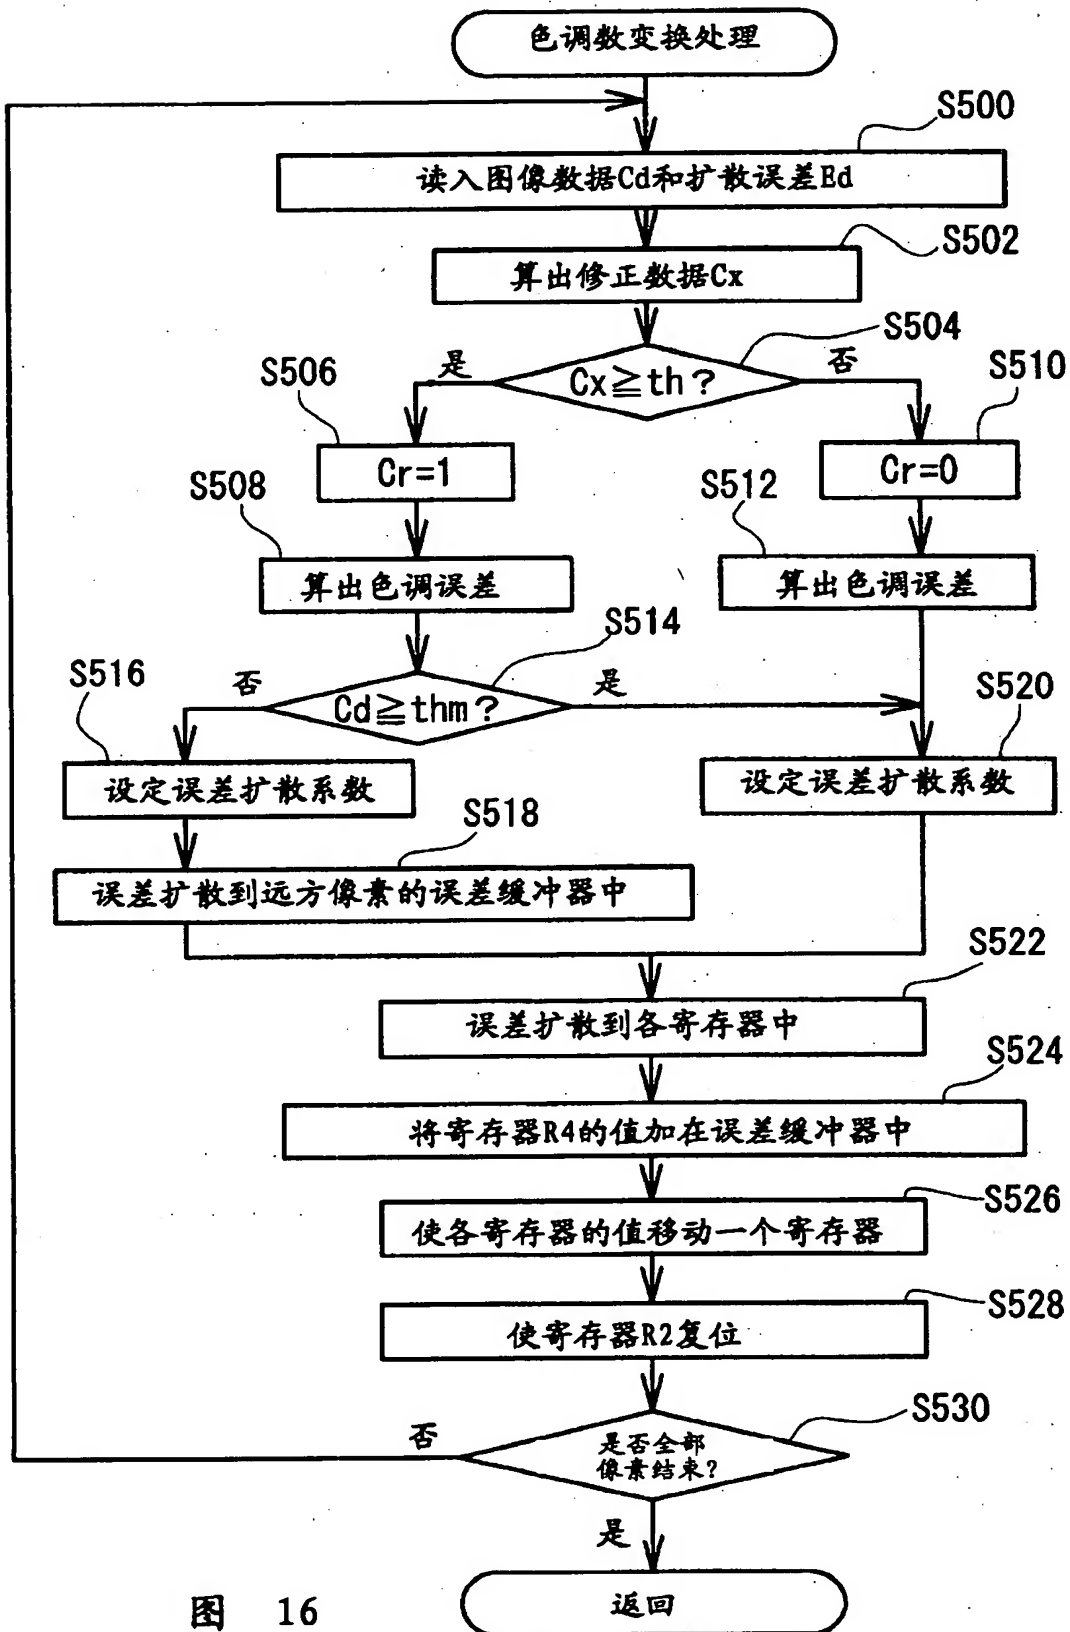 色调数变换处理
S500
读入图像数据Cd和扩散误差Ed
S502
算出修正数据Cx
S504
是
Cx≧th？
否
S506
S510
Cr=1
Cr=0
S508
S512
算出色调误差
算出色调误差
S514
S516
否
Cd≧thm？
是
S520
设定误差扩散系数
设定误差扩散系数
S518
误差扩散到远方像素的误差缓冲器中
S522
误差扩散到各寄存器中
S524
将寄存器R4的值加在误差缓冲器中
S526
使各寄存器的值移动一个寄存器
S528
使寄存器R2复位
S530
否
是否全部
像素结束？
是
返回
图 16